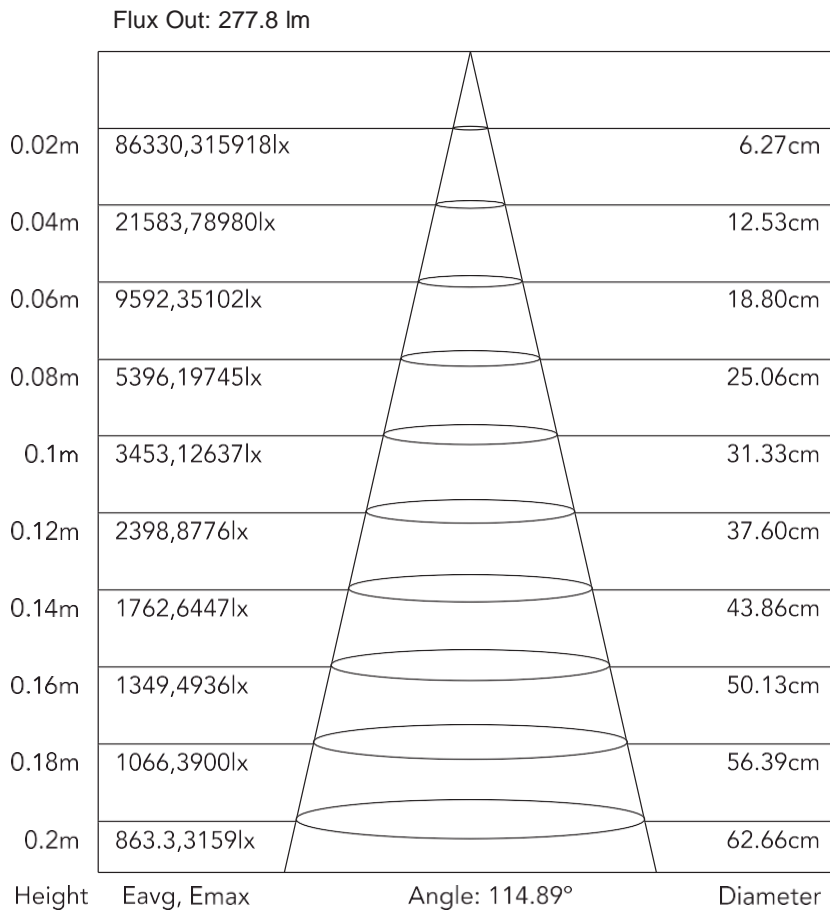 Flux Out: 277.8 lm
0.02m 86330,315918lx 6.27cm
0.04m 21583,78980lx 12.53cm
0.06m 9592,35102lx 18.80cm
0.08m 5396,19745lx 25.06cm
0.1m 3453,12637lx 31.33cm
0.12m 2398,8776lx 37.60cm
0.14m 1762,6447lx 43.86cm
0.16m 1349,4936lx 50.13cm
0.18m 1066,3900lx 56.39cm
0.2m 863.3,3159lx 62.66cm
Height Eavg, Emax Angle: 114.89° Diameter